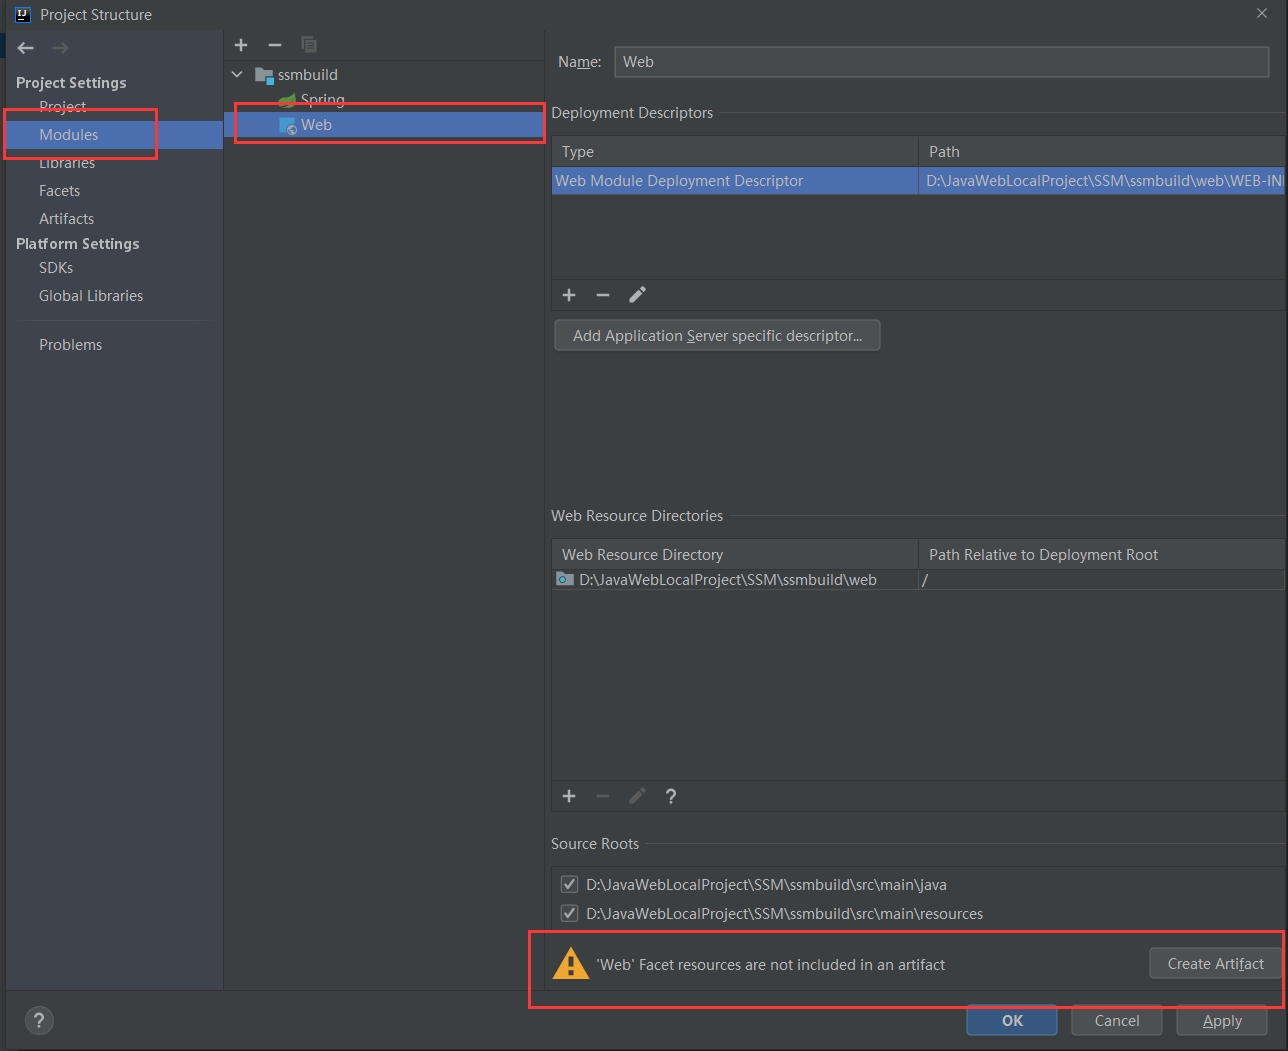 Project Structure
Project Settings
Project
Modules
Libraries
Facets
Artifacts
Platform Settings
SDKs
Global Libraries
Problems
ssmbuild
Spring
Web
Name: Web
Deployment Descriptors
Type Path
Web Module Deployment Descriptor D:\JavaWebLocalProject\SSM\ssmbuild\web\WEB-IN
Add Application Server specific descriptor...
Web Resource Directories
Web Resource Directory Path Relative to Deployment Root
D:\JavaWebLocalProject\SSM\ssmbuild\web /
?
Source Roots
D:\JavaWebLocalProject\SSM\ssmbuild\src\main\java
D:\JavaWebLocalProject\SSM\ssmbuild\src\main\resources
'Web' Facet resources are not included in an artifact Create Artifact
? OK Cancel Apply